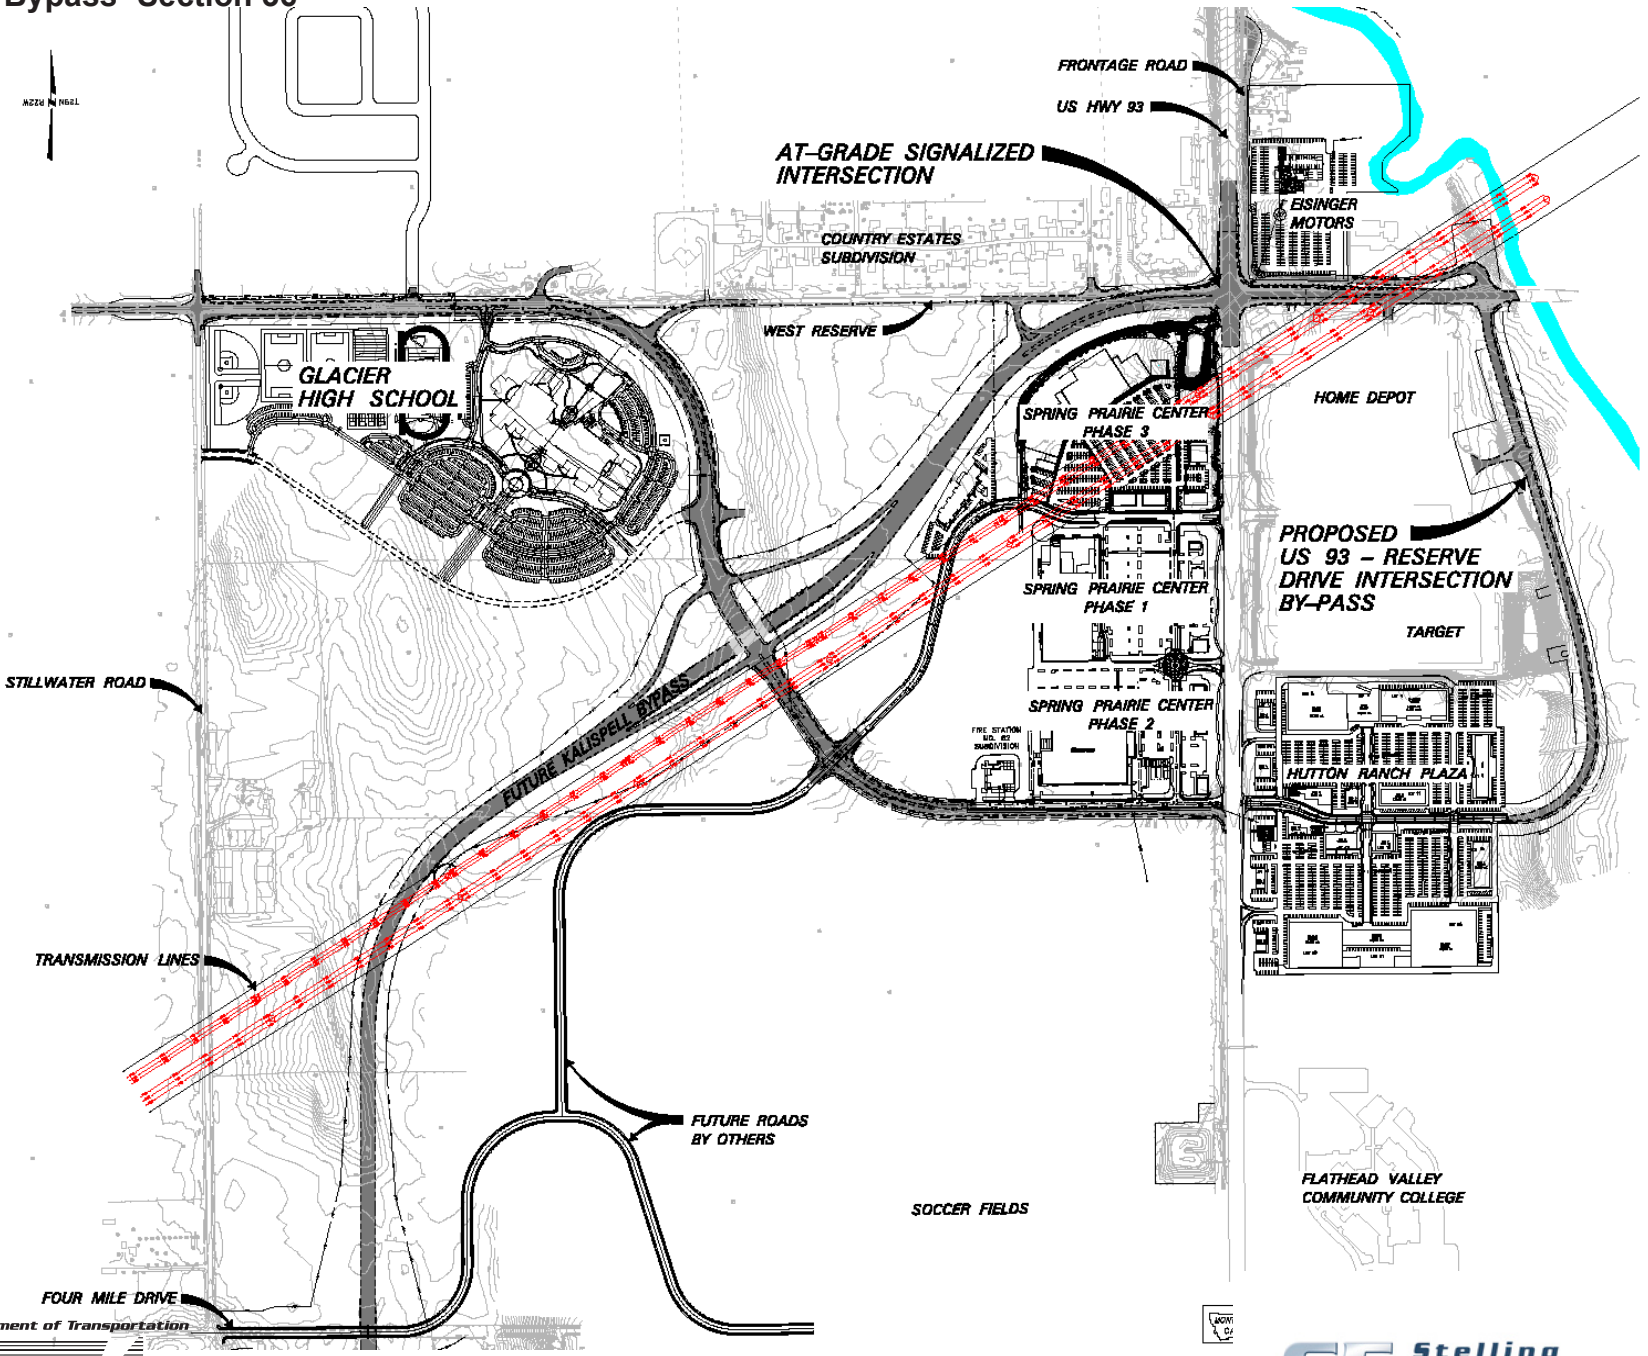 Bypass Section
T29N
N
R22W
FRONTAGE ROAD
US HWY 93
AT-GRADE SIGNALIZED
INTERSECTION
EISINGER
MOTORS
COUNTRY ESTATES
SUBDIVISION
WEST RESERVE
GLACIER
HIGH SCHOOL
HOME DEPOT
SPRING PRAIRIE CENTER
PHASE 3
PROPOSED
US 93 - RESERVE
DRIVE INTERSECTION
BY-PASS
SPRING PRAIRIE CENTER
PHASE 1
TARGET
STILLWATER ROAD
FUTURE KALISPELL BYPASS
SPRING PRAIRIE CENTER
PHASE 2
FIRE STATION
NO. 62
SUBDIVISION
HUTTON RANCH PLAZA
TRANSMISSION LINES
FUTURE ROADS
BY OTHERS
FLATHEAD VALLEY
COMMUNITY COLLEGE
SOCCER FIELDS
FOUR MILE DRIVE
ment of Transportation
Stelling